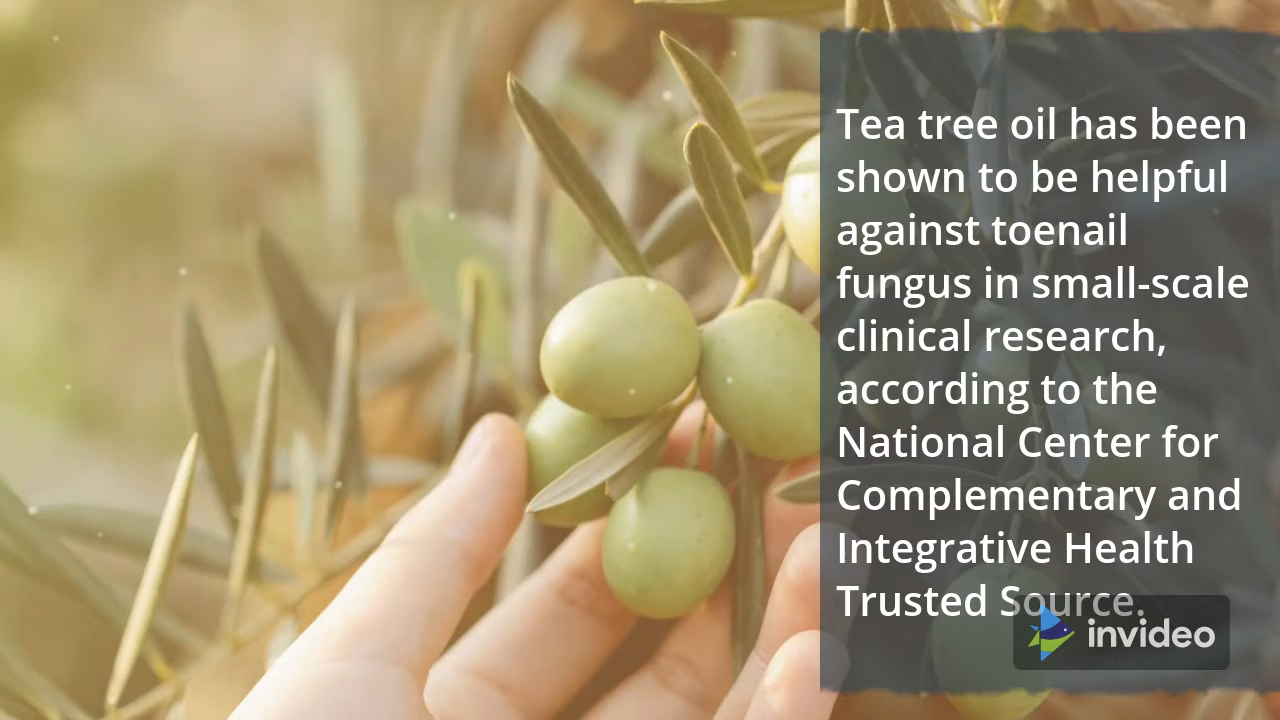 Tea tree oil has been
shown to be helpful
against toenail
fungus in small-scale
clinical research,
according to the
National Center for
Complementary and
Integrative Health
Trusted Source.
invideo